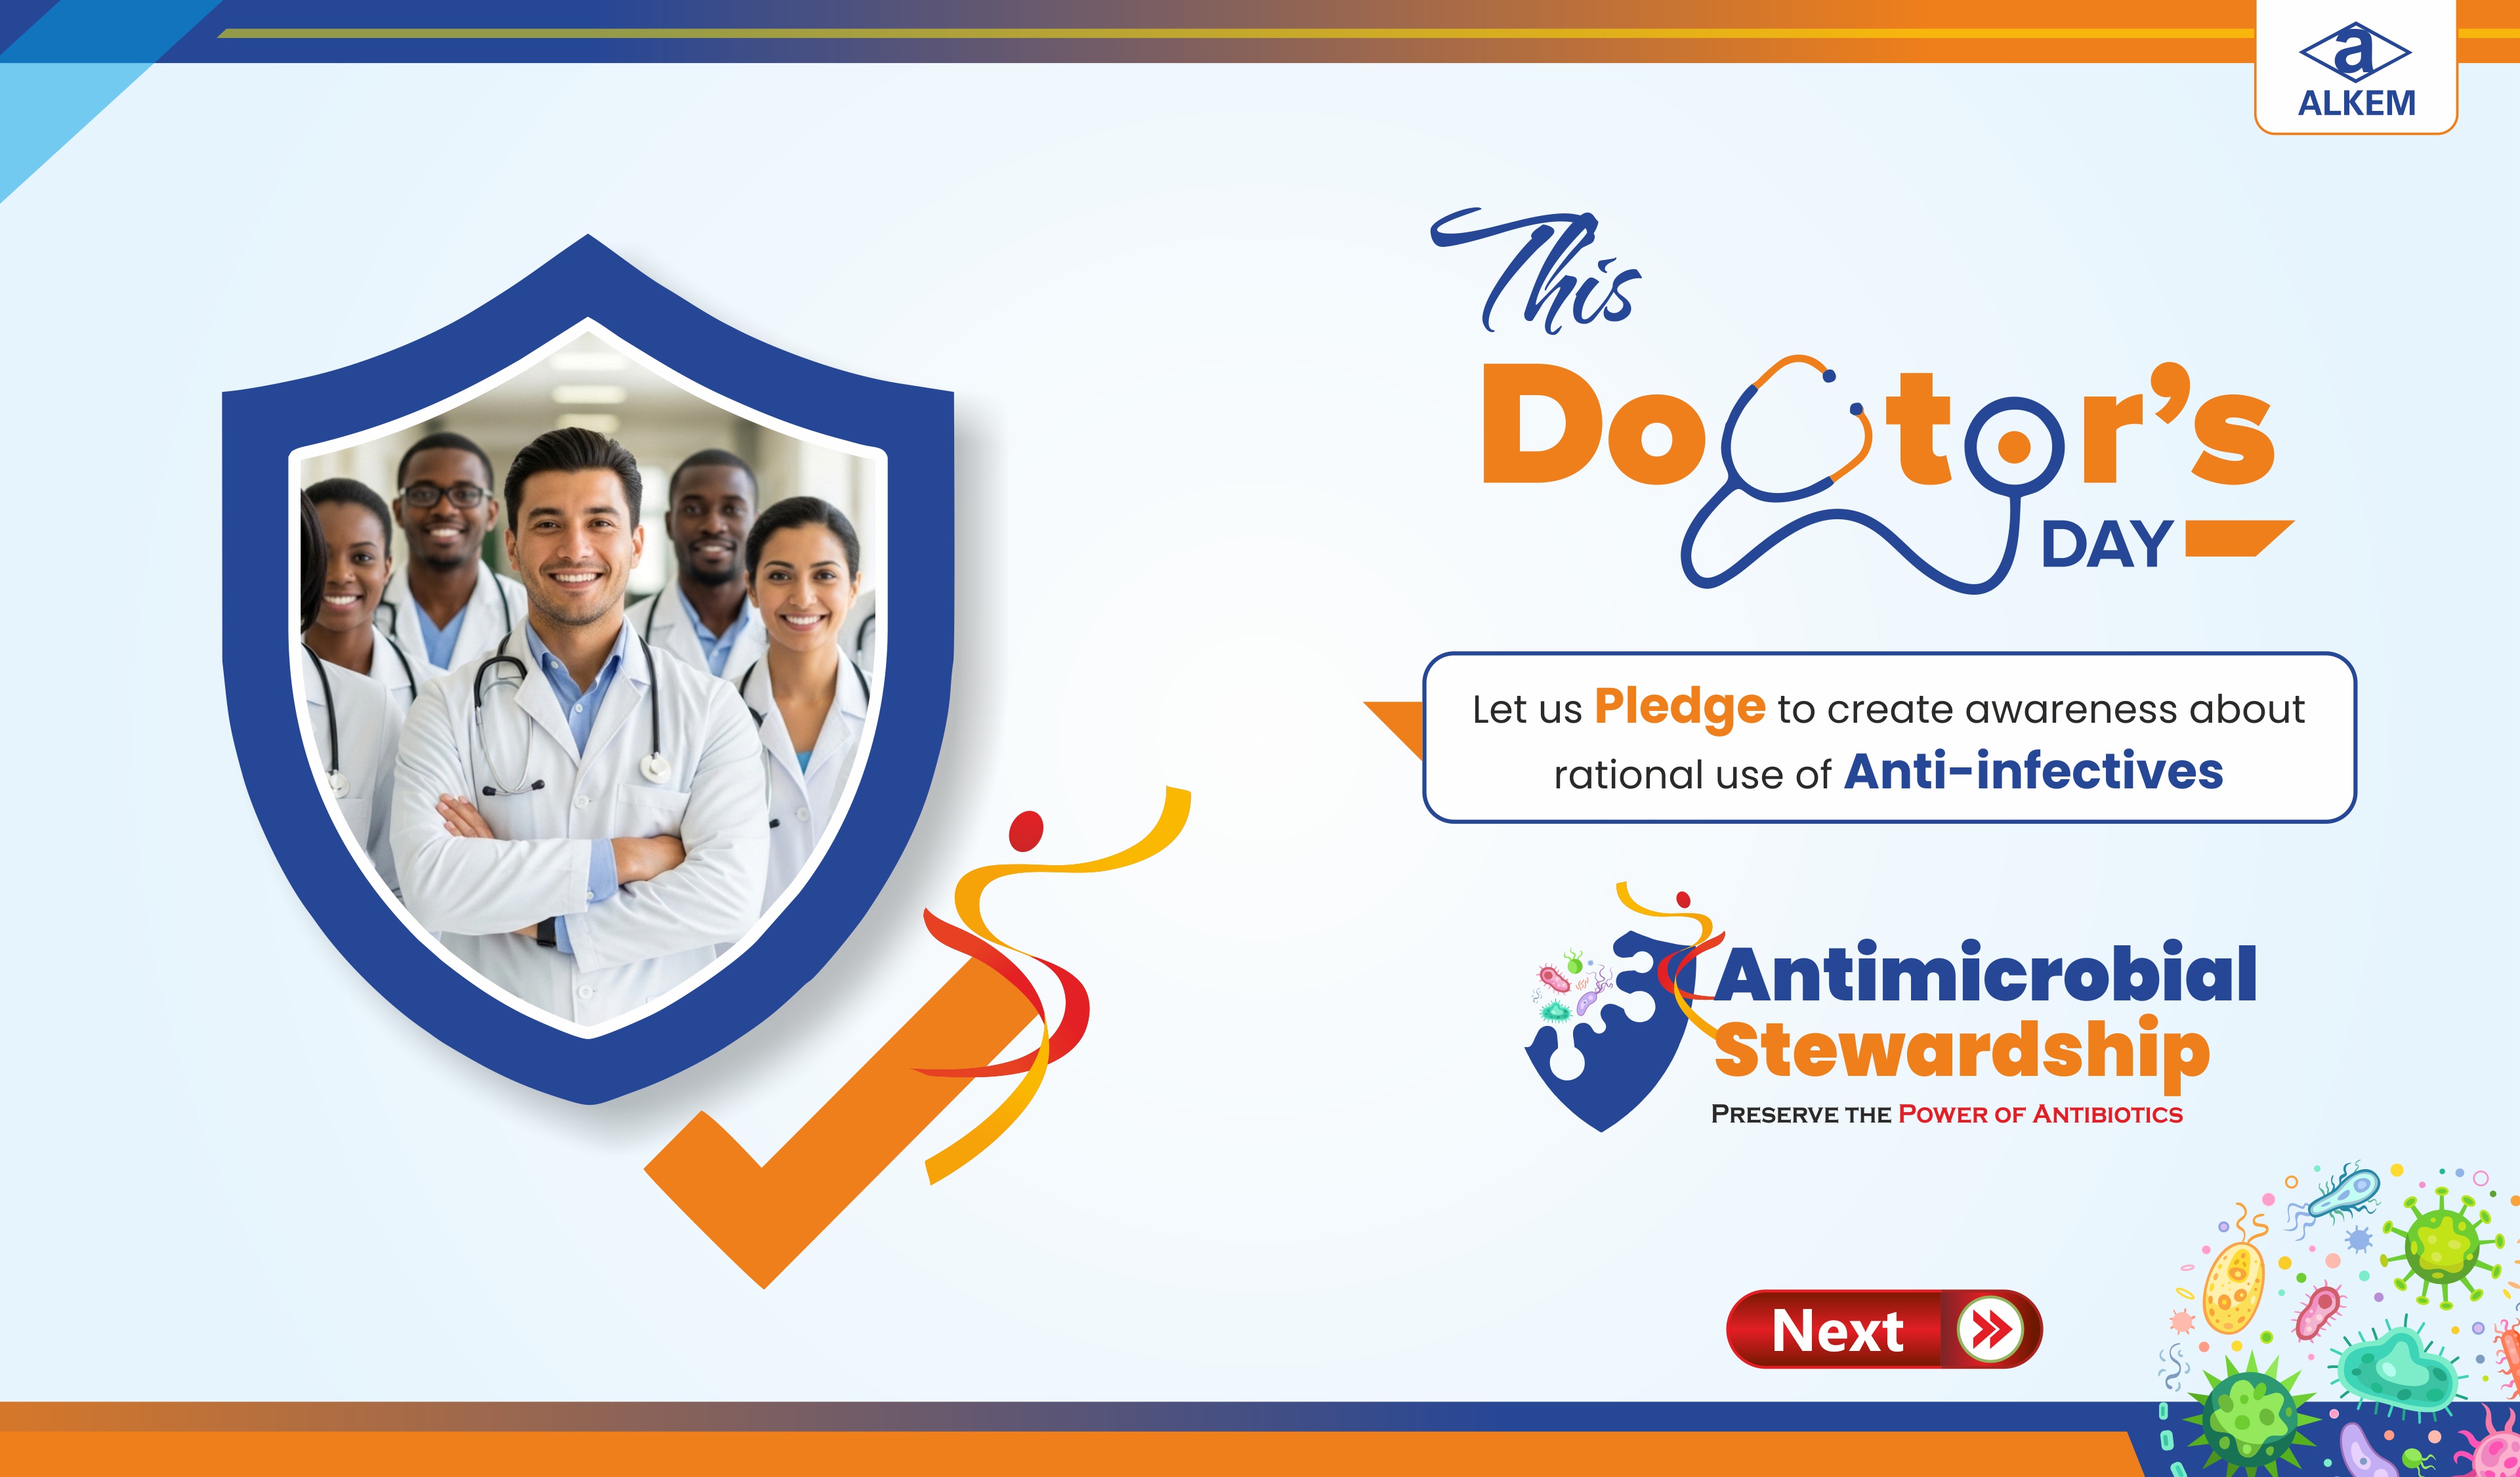 a
ALKEM
This
Doctor's
DAY
Let us Pledge to create awareness about
rational use of Anti-infectives
Antimicrobial
Stewardship
PRESERVE THE POWER OF ANTIBIOTICS
Next